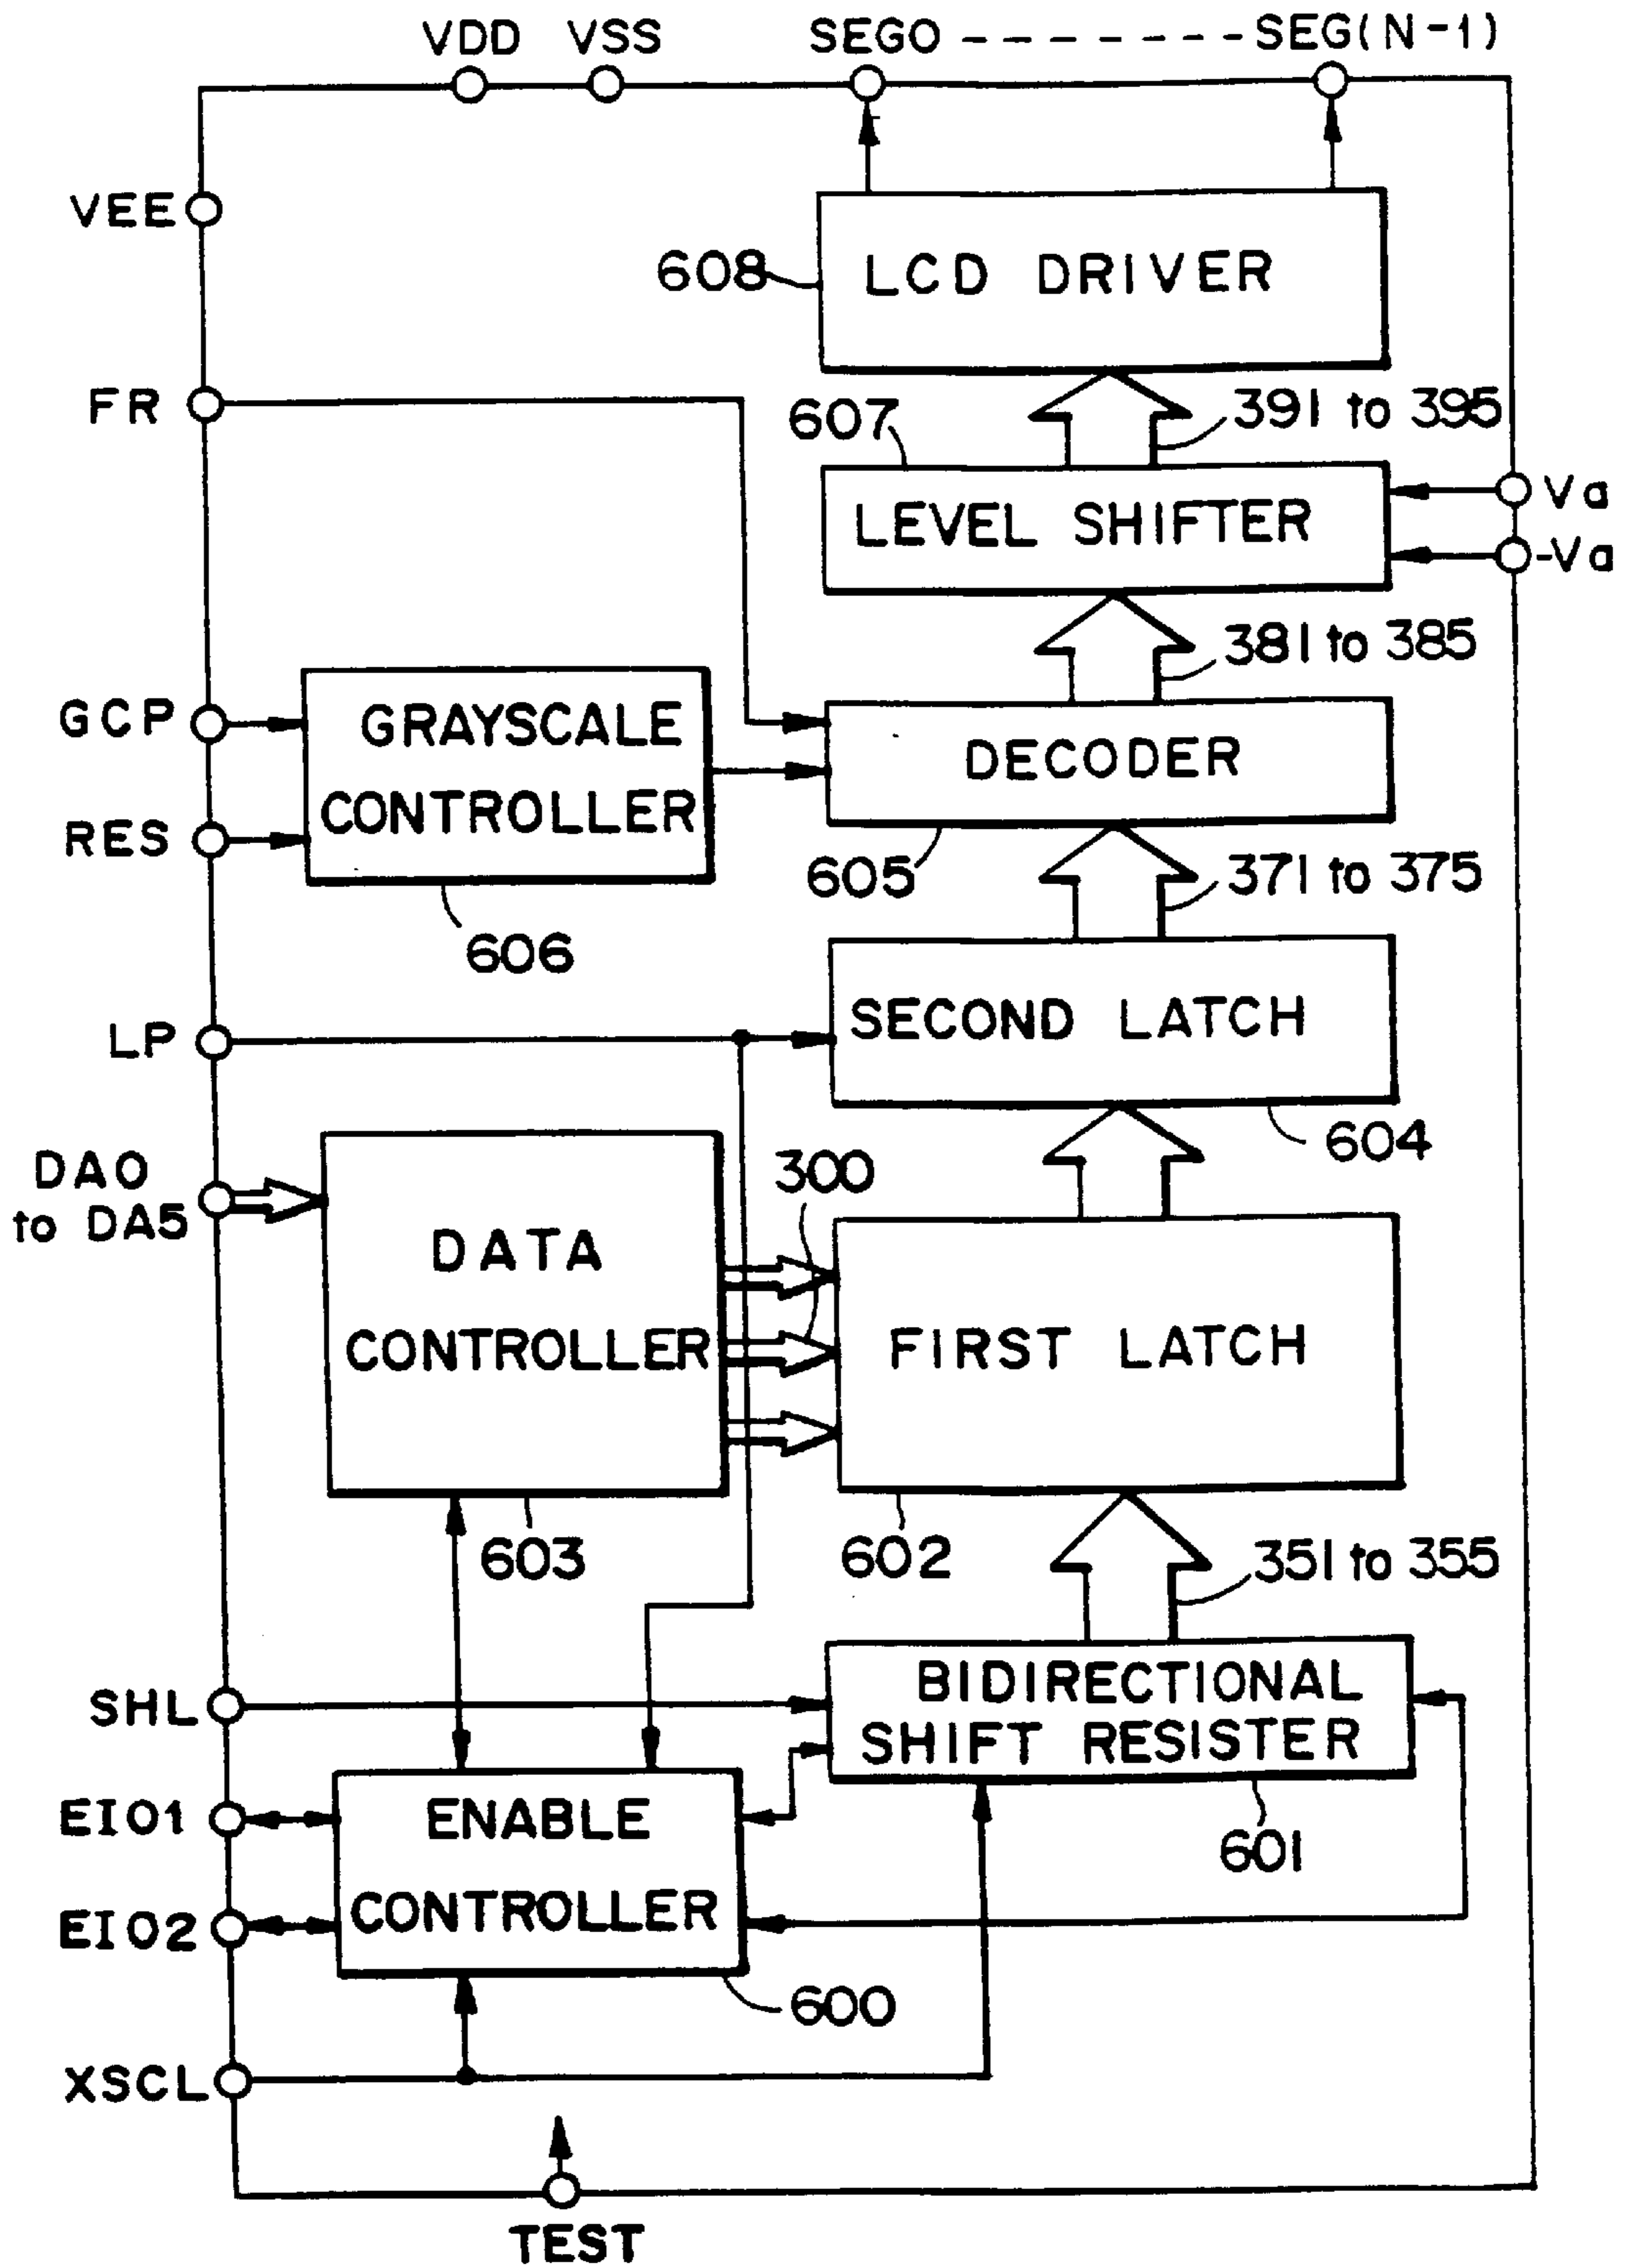 VDD VSS SEG0 - - - - - - - SEG(N-1)
VEE
608
LCD DRIVER
FR
607
391 to 395
LEVEL SHIFTER
Va
-Va
381 to 385
GCP
GRAYSCALE
CONTROLLER
DECODER
RES
605
371 to 375
606
SECOND LATCH
LP
604
DA0
to DA5
300
DATA
CONTROLLER
FIRST LATCH
603
602
351 to 355
SHL
BIDIRECTIONAL
SHIFT RESISTER
EIO1
ENABLE
CONTROLLER
601
EIO2
600
XSCL
TEST